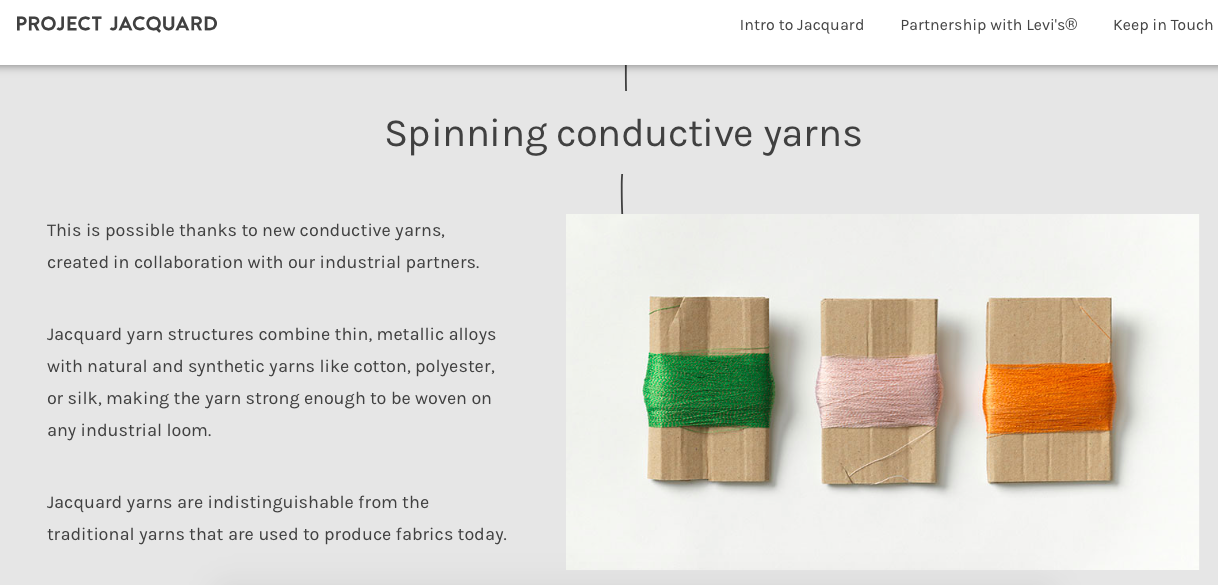 PROJECT JACQUARD
Intro to Jacquard
Partnership with Levi's®
Keep in Touch
Spinning conductive yarns
This is possible thanks to new conductive yarns,
created in collaboration with our industrial partners.
Jacquard yarn structures combine thin, metallic alloys
with natural and synthetic yarns like cotton, polyester,
or silk, making the yarn strong enough to be woven on
any industrial loom.
Jacquard yarns are indistinguishable from the
traditional yarns that are used to produce fabrics today.